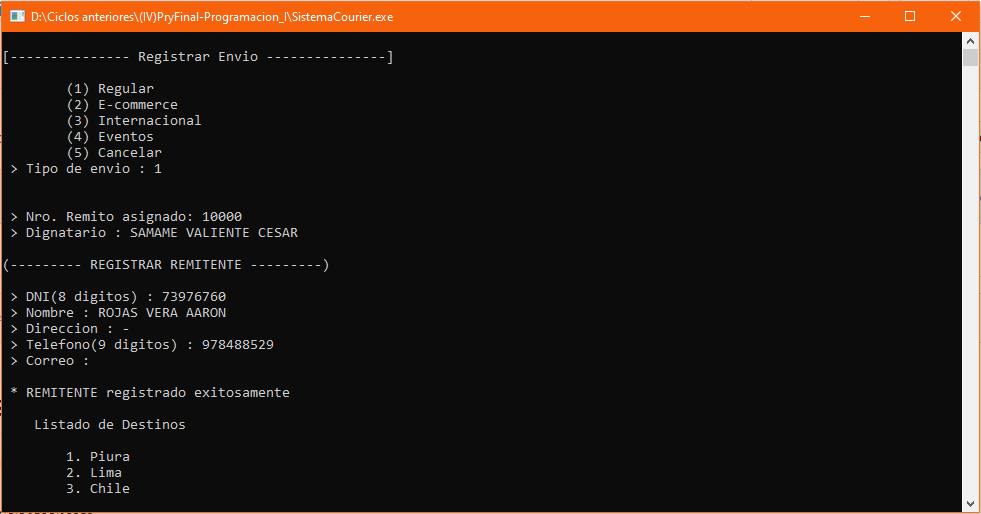 D:\Ciclos anteriores\(IV)PryFinal-Programacion_I\SistemaCourier.exe
[--------------- Registrar Envio ---------------]
(1) Regular
(2) E-commerce
(3) Internacional
(4) Eventos
(5) Cancelar
> Tipo de envio : 1
> Nro. Remito asignado: 10000
> Dignatario : SAMAME VALIENTE CESAR
(--------- REGISTRAR REMITENTE ---------)
> DNI(8 digitos) : 73976760
> Nombre : ROJAS VERA AARON
> Direccion : -
> Telefono(9 digitos) : 978488529
> Correo :
* REMITENTE registrado exitosamente
Listado de Destinos
1. Piura
2. Lima
3. Chile